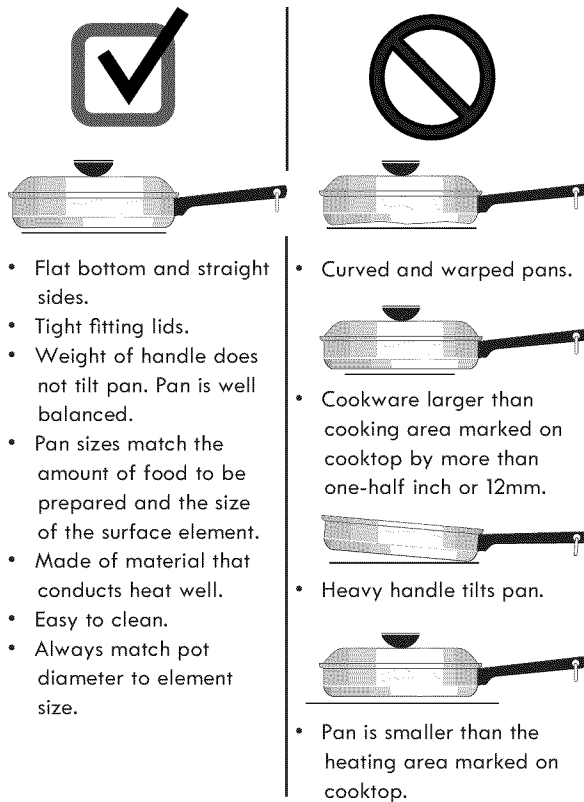 • Flat bottom and straight
sides.
• Tight fitting lids.
• Weight of handle does
not tilt pan. Pan is well
balanced.
• Pan sizes match the
amount of food to be
prepared and the size
of the surface element.
• Made of material that
conducts heat well.
• Easy to clean.
• Always match pot
diameter to element
size.
• Curved and warped pans.
• Cookware larger than
cooking area marked on
cooktop by more than
one-half inch or 12mm.
• Heavy handle tilts pan.
• Pan is smaller than the
heating area marked on
cooktop.